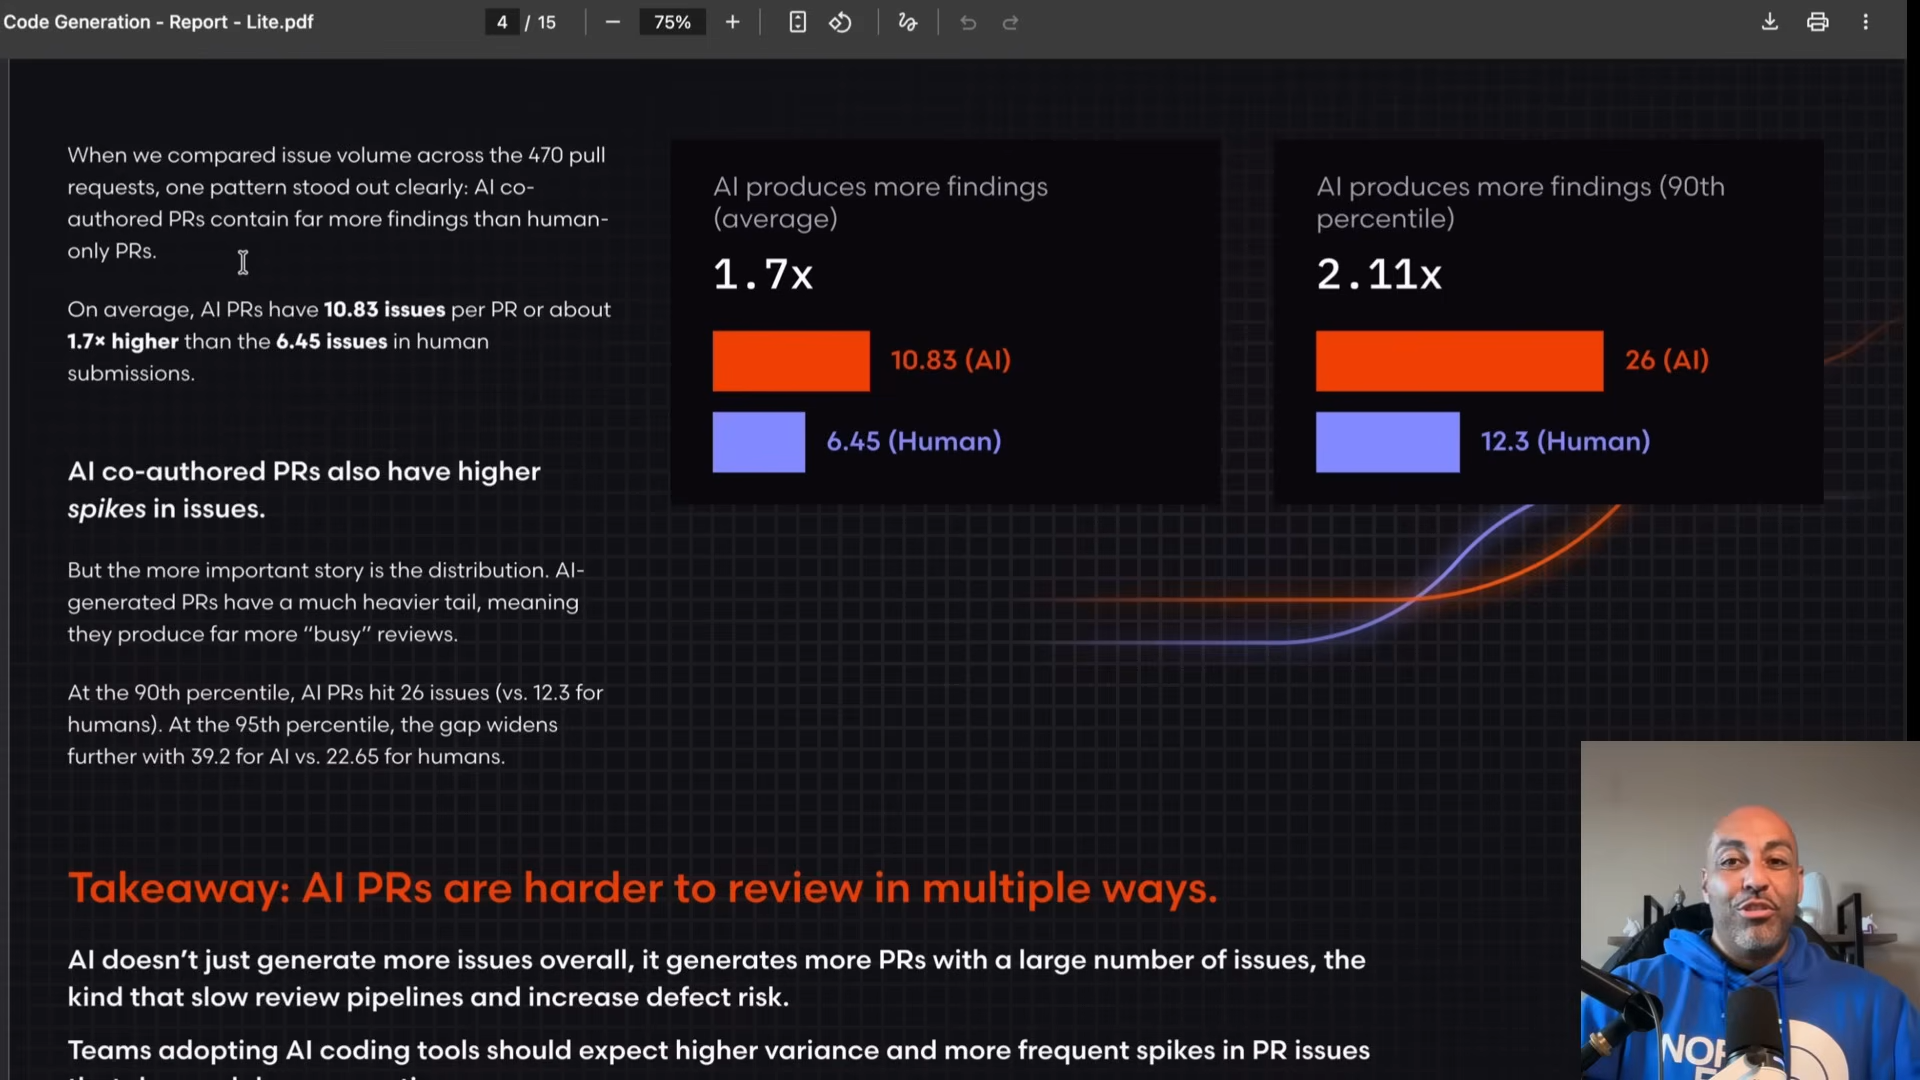 Code Generation - Report - Lite.pdf
4 / 15
75%
When we compared issue volume across the 470 pull
requests, one pattern stood out clearly: AI co-
authored PRs contain far more findings than human-
only PRs.
On average, AI PRs have 10.83 issues per PR or about
1.7× higher than the 6.45 issues in human
submissions.
AI co-authored PRs also have higher
spikes in issues.
But the more important story is the distribution. AI-
generated PRs have a much heavier tail, meaning
they produce far more “busy” reviews.
At the 90th percentile, AI PRs hit 26 issues (vs. 12.3 for
humans). At the 95th percentile, the gap widens
further with 39.2 for AI vs. 22.65 for humans.
AI produces more findings
(average)
1.7x
10.83 (AI)
6.45 (Human)
AI produces more findings (90th
percentile)
2.11x
26 (AI)
12.3 (Human)
Takeaway: AI PRs are harder to review in multiple ways.
AI doesn’t just generate more issues overall, it generates more PRs with a large number of issues, the
kind that slow review pipelines and increase defect risk.
Teams adopting AI coding tools should expect higher variance and more frequent spikes in PR issues